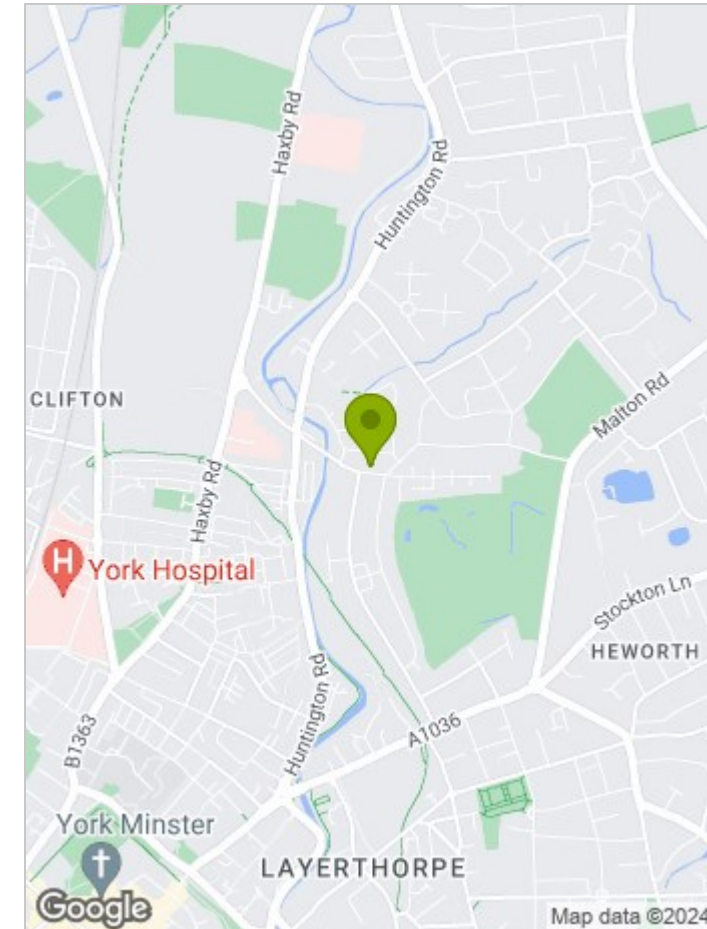 Haxby Rd
Huntington Rd
CLIFTON
Malton Rd
Haxby Rd
H
York Hospital
Stockton Ln
HEWORTH
Huntington Rd
A1036
B1363
York Minster
LAYERTHORPE
Google
Map data ©2024